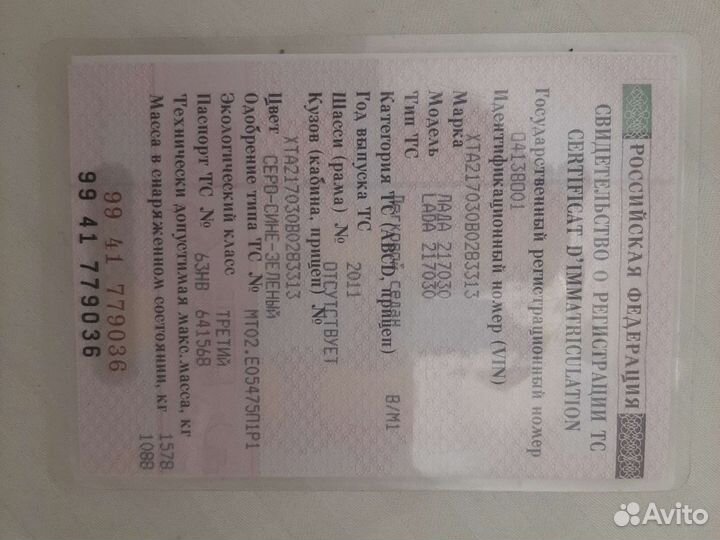 РОССИЙСКАЯ ФЕДЕРАЦИЯ
СВИДЕТЕЛЬСТВО О РЕГИСТРАЦИИ ТС
CERTIFICAT D'IMMATRICULATION
Государственный регистрационный номер
О413ВО01
Идентификационный номер (VIN)
XTA217030B0283313
Марка ЛАДА 217030
Модель LADA 217030
Тип ТС Легковой седан
Категория ТС (ABCD, прицеп) B/M1
Год выпуска ТС 2011
Шасси (рама) № ОТСУТСТВУЕТ
Кузов (кабина, прицеп) №
XTA217030B0283313
Цвет СЕРО-СИНЕ-ЗЕЛЕНЫЙ
Одобрение типа ТС № МТ02.Е05475П1Р1
Экологический класс ТРЕТИЙ
Паспорт ТС № 63НВ 641568
Технически допустимая макс.масса, кг 1578
Масса в снаряженном состоянии, кг 1088
99 41 779036
99 41 779036
Avito